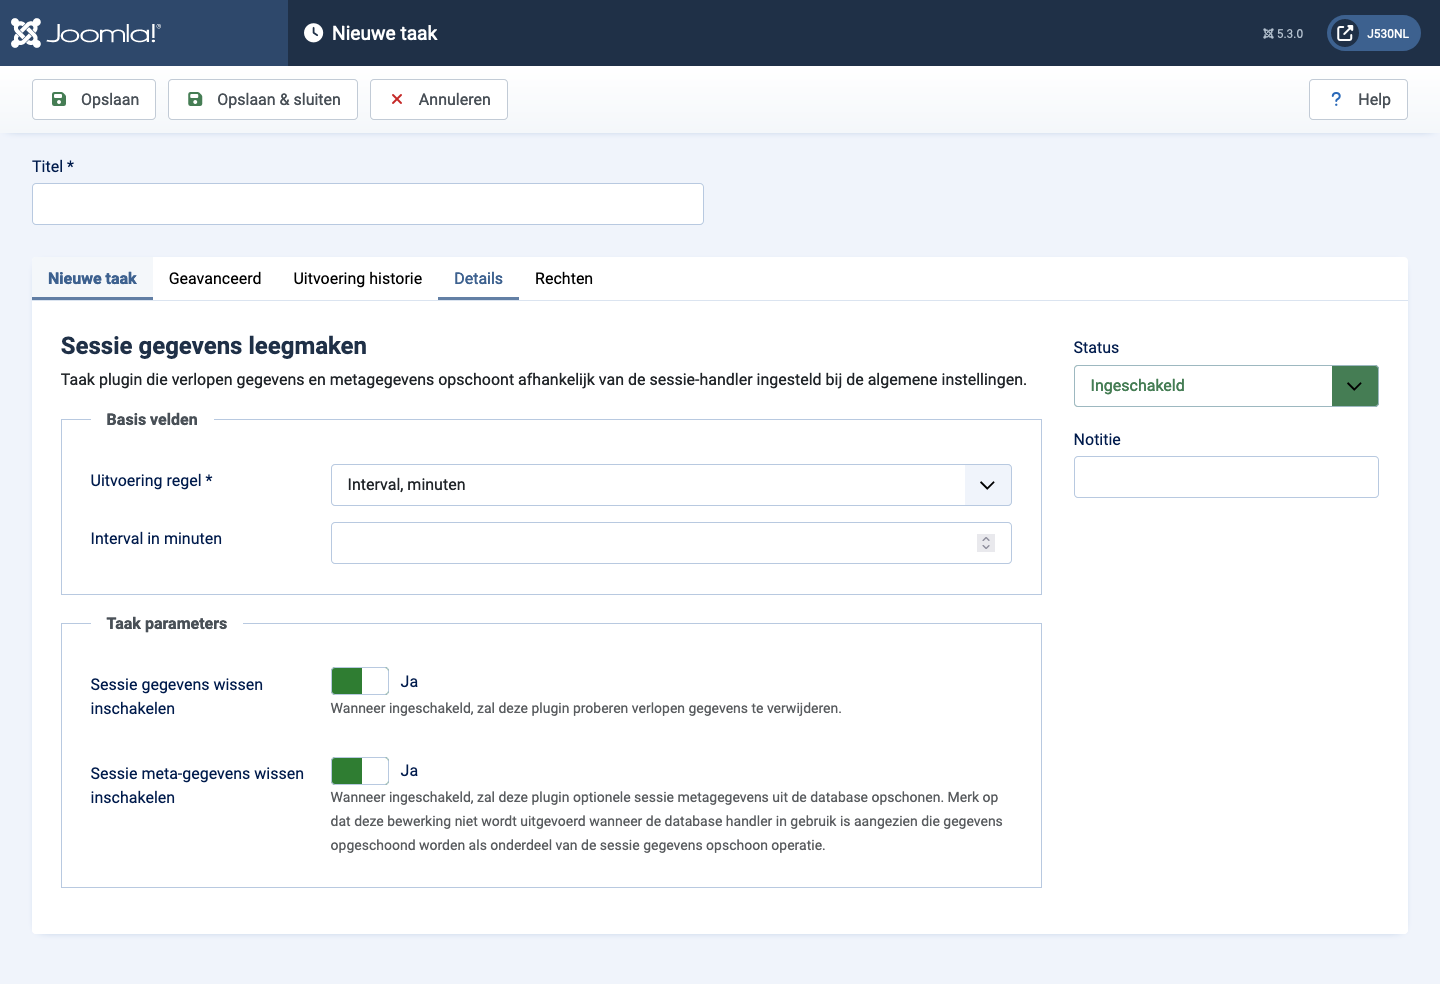 Joomla!®
Nieuwe taak
5.3.0
J530NL
Opslaan
Opslaan & sluiten
Annuleren
? Help
Titel *
Nieuwe taak
Geavanceerd
Uitvoering historie
Details
Rechten
Sessie gegevens leegmaken
Taak plugin die verlopen gegevens en metagegevens opschoont afhankelijk van de sessie-handler ingesteld bij de algemene instellingen.
Status
Ingeschakeld
Notitie
Basis velden
Uitvoering regel *
Interval, minuten
Interval in minuten
Taak parameters
Sessie gegevens wissen
inschakelen
Ja
Wanneer ingeschakeld, zal deze plugin proberen verlopen gegevens te verwijderen.
Sessie meta-gegevens wissen
inschakelen
Ja
Wanneer ingeschakeld, zal deze plugin optionele sessie metagegevens uit de database opschonen. Merk op
dat deze bewerking niet wordt uitgevoerd wanneer de database handler in gebruik is aangezien die gegevens
opgeschoond worden als onderdeel van de sessie gegevens opschoon operatie.